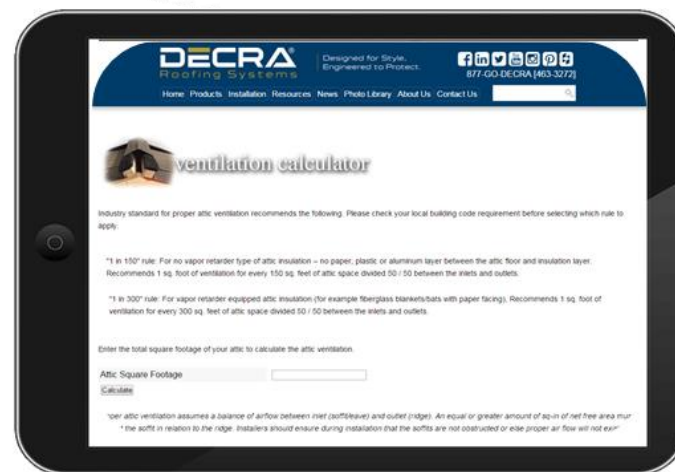 DECRA®
Roofing Systems
Designed for Style.
Engineered to Protect.
877-GO-DECRA [463-3272]
Home Products Installation Resources News Photo Library About Us Contact Us
ventilation calculator
Industry standard for proper attic ventilation recommends the following. Please check your local building code requirement before selecting which rule to
apply.
"1 in 150" rule: For no vapor retarder type of attic insulation – no paper, plastic or aluminum layer between the attic floor and insulation layer.
Recommends 1 sq. foot of ventilation for every 150 sq. feet of attic space divided 50 / 50 between the inlets and outlets.
"1 in 300" rule: For vapor retarder equipped attic insulation (for example fiberglass blankets/bats with paper facing), Recommends 1 sq. foot of
ventilation for every 300 sq. feet of attic space divided 50 / 50 between the inlets and outlets.
Enter the total square footage of your attic to calculate the attic ventilation.
Attic Square Footage
Calculate
per attic ventilation assumes a balance of airflow between inlet (soffit/eave) and outlet (ridge). An equal or greater amount of sq-in of net free area
the soffit in relation to the ridge. Installers should ensure during installation that the soffits are not obstructed or else proper air flow will not